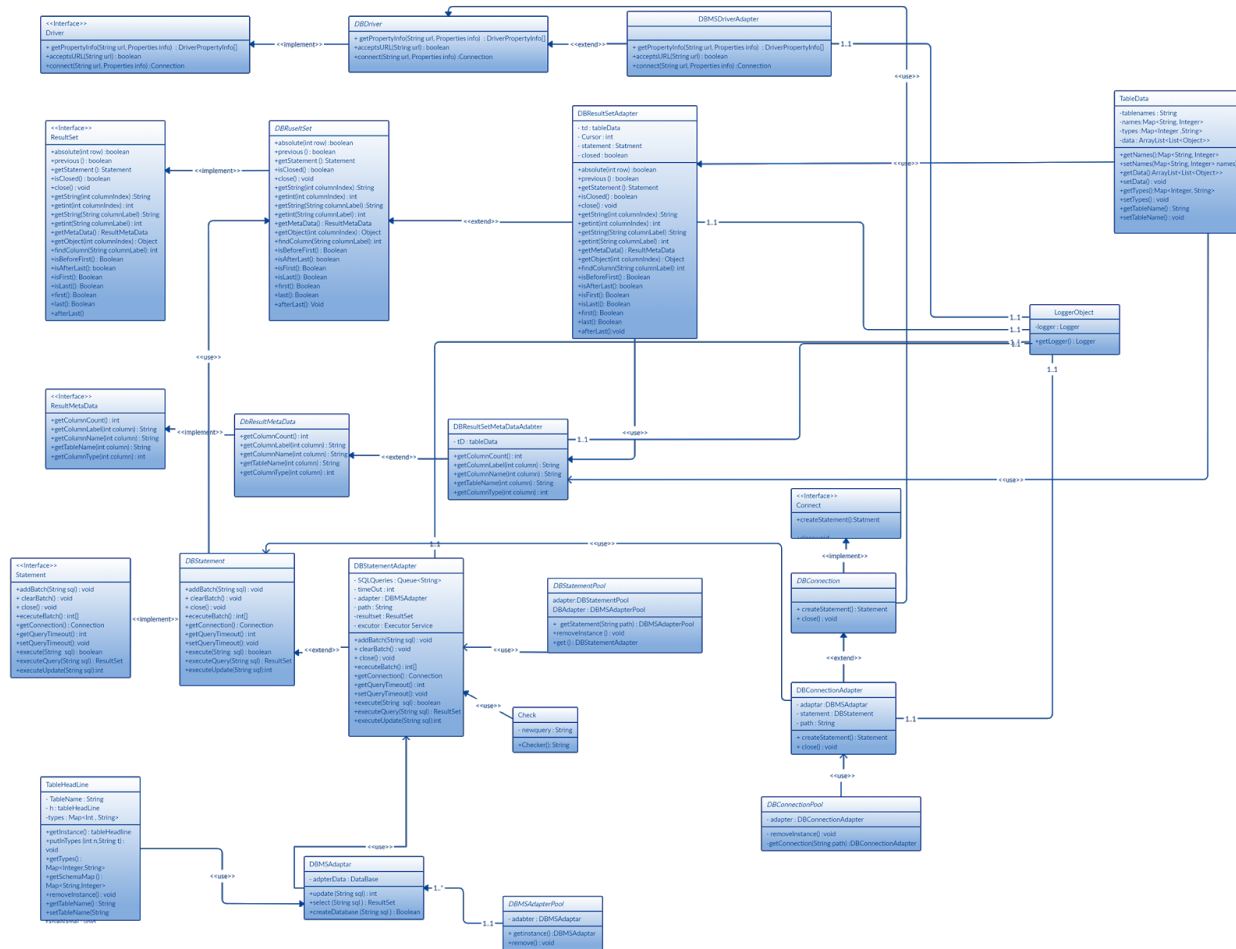 <<Interface>>
Driver
+ getPropertyInfo(String url, Properties info) : DriverPropertyInfo[]
+acceptsURL(String url) : boolean
+connect(String url, Properties info) :Connection
<<implement>>
DBDriver
+ getPropertyInfo(String url, Properties info) : DriverPropertyInfo[]
+acceptsURL(String url) : boolean
+connect(String url, Properties info) :Connection
<<extend>>
DBMSDriverAdapter
+ getPropertyInfo(String url, Properties info) : DriverPropertyInfo[]
+acceptsURL(String url) : boolean
+connect(String url, Properties info) :Connection
1..1
<<use>>
<<Interface>>
ResultSet
+absolute(int row) :boolean
+previous () : boolean
+getStatement (): Statement
+isClosed() : boolean
+close() : void
+getString(int columnIndex) :String
+getint(int columnIndex) : int
+getString(String columnLabel) :String
+getint(String columnLabel) : int
+getMetaData() : ResultMetaData
+getObject(int columnIndex) : Object
+findColumn(String columnLabel): int
+isBeforeFirst() : Boolean
+isAfterLast(): boolean
+isFirst(): Boolean
+isLast(): Boolean
+first(): Boolean
+last(): Boolean
+afterLast()
<<implement>>
DBRuseltSet
+absolute(int row) :boolean
+previous () : boolean
+getStatement (): Statement
+isClosed() : boolean
+close() : void
+getString(int columnIndex) :String
+getint(int columnIndex) : int
+getString(String columnLabel) :String
+getint(String columnLabel) : int
+getMetaData() : ResultMetaData
+getObject(int columnIndex) : Object
+findColumn(String columnLabel): int
+isBeforeFirst() : Boolean
+isAfterLast(): boolean
+isFirst(): Boolean
+isLast(): Boolean
+first(): Boolean
+last(): Boolean
+afterLast(): Void
<<extend>>
DBResultSetAdapter
- td : tableData
- Cursor : int
- statement : Statment
- closed : boolean
+absolute(int row) :boolean
+previous () : boolean
+getStatement (): Statement
+isClosed() : boolean
+close() : void
+getString(int columnIndex) :String
+getint(int columnIndex) : int
+getString(String columnLabel) :String
+getint(String columnLabel) : int
+getMetaData() : ResultMetaData
+getObject(int columnIndex) : Object
+findColumn(String columnLabel): int
+isBeforeFirst() : Boolean
+isAfterLast(): boolean
+isFirst(): Boolean
+isLast(): Boolean
+first(): Boolean
+last(): Boolean
+afterLast():void
<<use>>
1..1
TableData
-tablenames : String
-names:Map<String, Integer>
-types :Map<Integer ,String>
-data : ArrayList<List<Object>>
+getNames():Map<String, Integer>
+setNames(Map<String, Integer> names)
+getData():ArrayList<List<Object>>
+setData() : void
+getTypes():Map<Integer, String>
+setTypes() : void
+getTableName() : String
+setTableName(): void
LoggerObject
-logger : Logger
+getLogger() : Logger
1..1
1..1
1..1
1..1
<<use>>
<<Interface>>
ResultMetaData
+getColumnCount() : int
+getColumnLabel(int column) : String
+getColumnName(int column) : String
+getTableName(int column) : String
+getColumnType(int column) : int
<<implement>>
DbResultMetaData
+getColumnCount() : int
+getColumnLabel(int column) : String
+getColumnName(int column) : String
+getTableName(int column) : String
+getColumnType(int column) : int
<<extend>>
DBResultSetMetaDataAdabter
- tD : tableData
+getColumnCount() : int
+getColumnLabel(int column) : String
+getColumnName(int column) : String
+getTableName(int column) : String
+getColumnType(int column) : int
1..1
<<use>>
<<use>>
<<Interface>>
Connect
+createStatement():Statment
<<implement>>
DBConnection
+ createStatement() : Statement
+ close() : void
<<extend>>
DBConnectionAdapter
- adaptar :DBMSAdaptar
- statement : DBStatement
- path : String
+ createStatement() : Statement
+ close() : void
1..1
<<use>>
DBConnectionPool
- adapter : DBConnectionAdapter
- removeInstance() :void
-getConnection(String path) :DBConnectionAdapter
<<use>>
<<Interface>>
Statement
+addBatch(String sql) : void
+ clearBatch() : void
+ close() : void
+ececuteBatch() : int[]
+getConnection() : Connection
+getQueryTimeout() : int
+setQueryTimeout(): void
+execute(String sql) : boolean
+executeQuery(String sql) : ResultSet
+executeUpdate(String sql):int
<<implement>>
DBStatement
+addBatch(String sql) : void
+ clearBatch() : void
+ close() : void
+ececuteBatch() : int[]
+getConnection() : Connection
+getQueryTimeout() : int
+setQueryTimeout(): void
+execute(String sql) : boolean
+executeQuery(String sql) : ResultSet
+executeUpdate(String sql):int
<<extend>>
1..1
DBStatementAdapter
- SQLQueries : Queue<String>
- timeOut : int
- adapter : DBMSAdapter
- path : String
-resultset : ResultSet
- excutor : Executor Service
+addBatch(String sql) : void
+ clearBatch() : void
+ close() : void
+ececuteBatch() : int[]
+getConnection() : Connection
+getQueryTimeout() : int
+setQueryTimeout(): void
+execute(String sql) : boolean
+executeQuery(String sql) : ResultSet
+executeUpdate(String sql):int
<<use>>
DBStatementPool
adapter:DBStatementPool
DBAdapter : DBMSAdapterPool
+ getStatement(String path) : DBMSAdapterPool
+removeInstance () : void
+get () : DBStatementAdapter
<<use>>
Check
- newquery : String
+Checker(): String
TableHeadLine
- TableName : String
- h : tableHeadLine
-types : Map<Int , String>
+getInstance() : tableHeadline
+putInTypes (int n,String t) :
void
+getTypes() :
Map<Integer,String>
+getSchemaMap () :
Map<String,Integer>
+removeInstance() : void
+getTableName() : String
+setTableName(String
<<use>>
<<use>>
DBMSAdaptar
- adpterData : DataBase
+update (String sql) : int
+select (String sql ) : ResultSet
+createDatabase (String sql ) : Boolean
1..*
1..1
DBMSAdapterPool
- adabter : DBMSAdaptar
+ getinstance() :DBMSAdaptar
+remove() : void